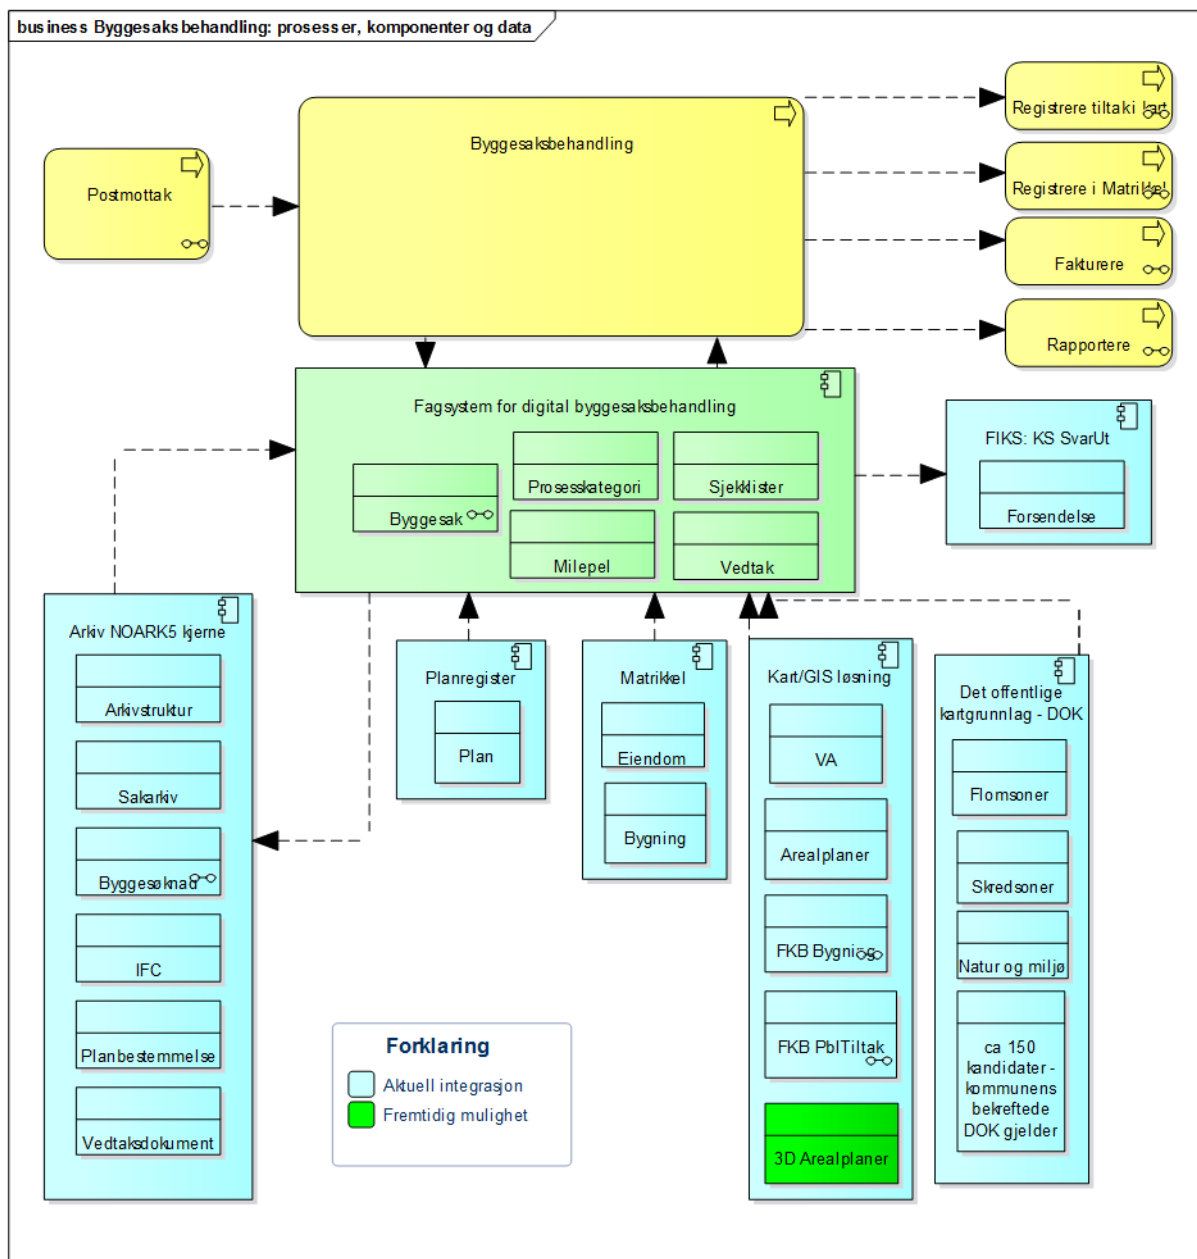 business Byggesaksbehandling: prosesser, komponenter og data
Registrere tiltak i kart
Byggesaksbehandling
Postmottak
Registrere i Matrikkel
Fakturere
Rapportere
Fagsystem for digital byggesaksbehandling
FIKS: KS SvarUt
Prosesskategori
Sjekklister
Byggesak
Forsendelse
Milepel
Vedtak
Arkiv NOARK5 kjerne
Arkivstruktur
Sakarkiv
Byggesøknad
IFC
Planbestemmelse
Vedtaksdokument
Planregister
Plan
Matrikkel
Eiendom
Bygning
Kart/GIS løsning
VA
Arealplaner
FKB Bygning
FKB PblTiltak
3D Arealplaner
Det offentlige
kartgrunnlag - DOK
Flomsoner
Skredsoner
Natur og miljø
ca 150
kandidater -
kommunens
bekreftede
DOK gjelder
Forklaring
Aktuell integrasjon
Fremtidig mulighet